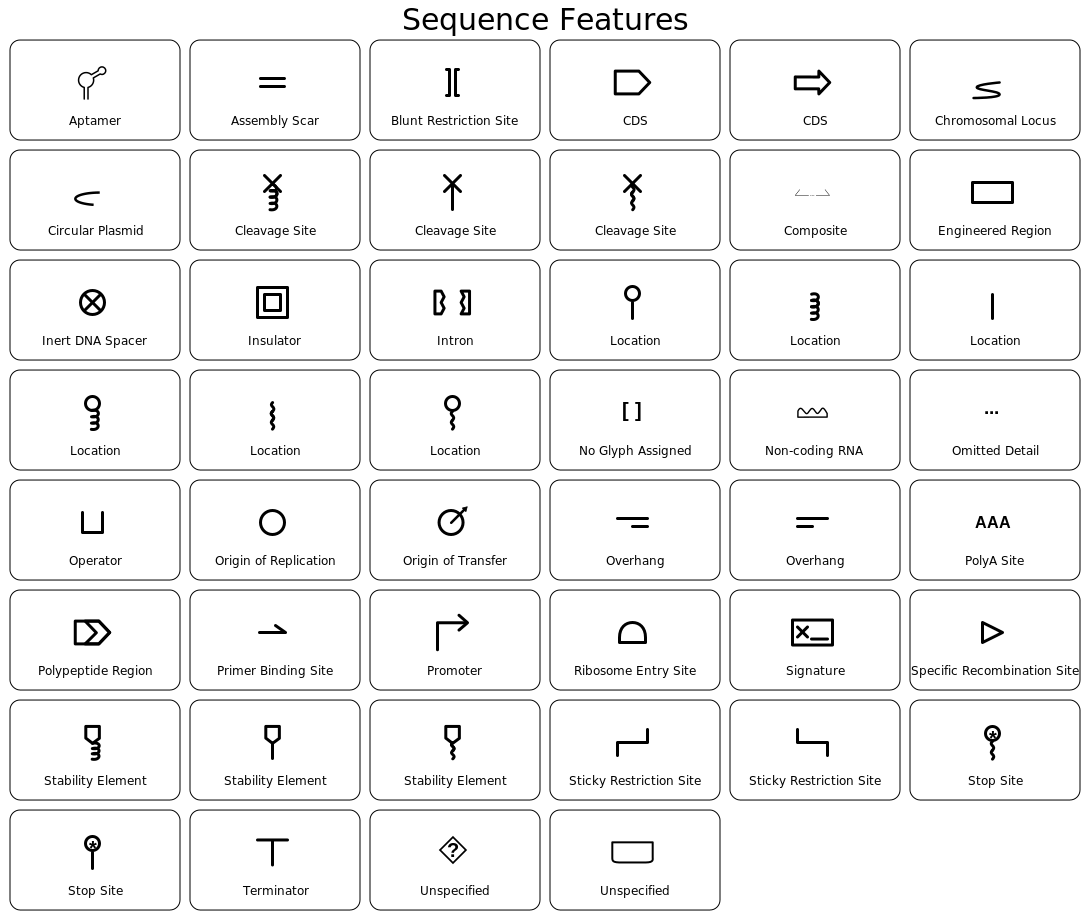 Sequence Features
Aptamer
Assembly Scar
Blunt Restriction Site
CDS
CDS
Chromosomal Locus
Circular Plasmid
Cleavage Site
Cleavage Site
Cleavage Site
Composite
Engineered Region
Inert DNA Spacer
Insulator
Intron
Location
Location
Location
Location
Location
Location
[ ]
No Glyph Assigned
Non-coding RNA
...
Omitted Detail
Operator
Origin of Replication
Origin of Transfer
Overhang
Overhang
AAA
PolyA Site
Polypeptide Region
Primer Binding Site
Promoter
Ribosome Entry Site
Signature
Specific Recombination Site
Stability Element
Stability Element
Stability Element
Sticky Restriction Site
Sticky Restriction Site
*
Stop Site
*
Stop Site
Terminator
?
Unspecified
Unspecified